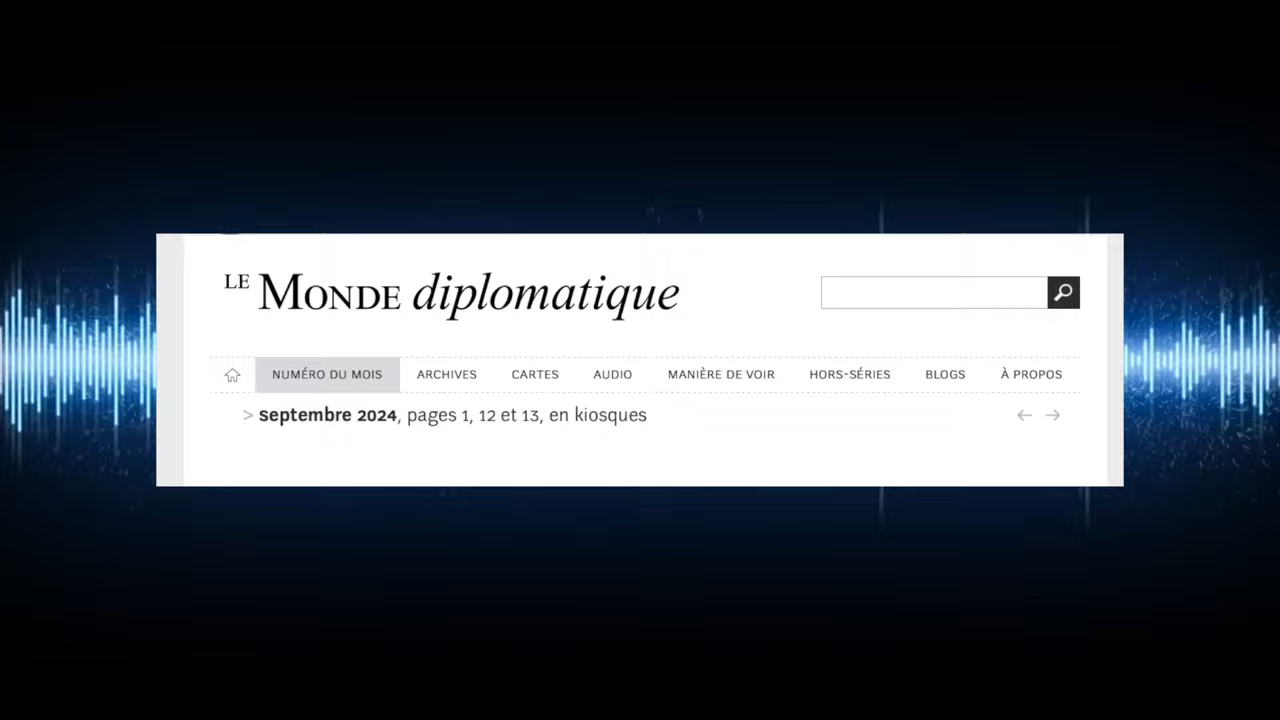 LE MONDE diplomatique
NUMÉRO DU MOIS ARCHIVES CARTES AUDIO MANIÈRE DE VOIR HORS-SÉRIES BLOGS À PROPOS
> septembre 2024, pages 1, 12 et 13, en kiosques